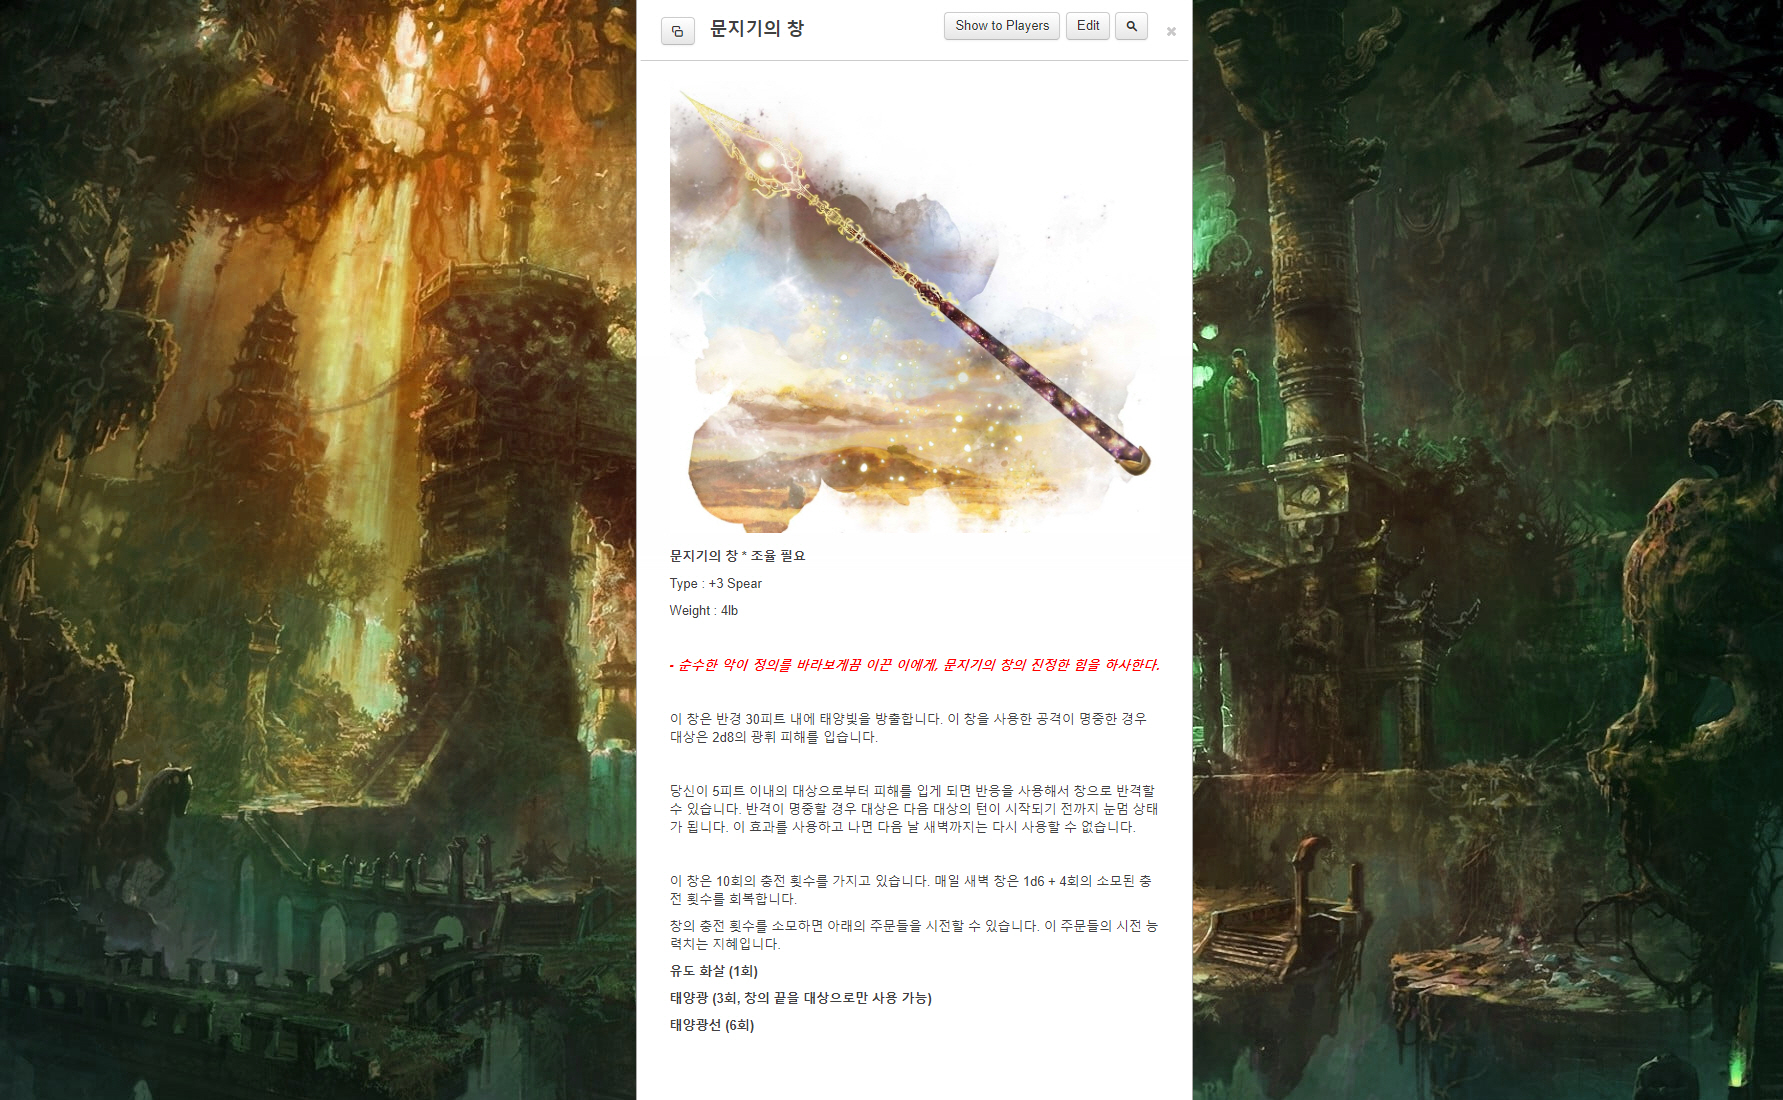 문지기의 창
Show to Players
Edit
문지기의 창 * 조율 필요
Type : +3 Spear
Weight : 4lb
- 순수한 악이 정의를 바라보게끔 이끈 이에게, 문지기의 창의 진정한 힘을 하사한다.
이 창은 반경 30피트 내에 태양빛을 방출합니다. 이 창을 사용한 공격이 명중한 경우
대상은 2d8의 광휘 피해를 입습니다.
당신이 5피트 이내의 대상으로부터 피해를 입게 되면 반응을 사용해서 창으로 반격할
수 있습니다. 반격이 명중할 경우 대상은 다음 대상의 턴이 시작되기 전까지 눈멈 상태
가 됩니다. 이 효과를 사용하고 나면 다음 날 새벽까지는 다시 사용할 수 없습니다.
이 창은 10회의 충전 횟수를 가지고 있습니다. 매일 새벽 창은 1d6 + 4회의 소모된 충
전 횟수를 회복합니다.
창의 충전 횟수를 소모하면 아래의 주문들을 시전할 수 있습니다. 이 주문들의 시전 능
력치는 지혜입니다.
유도 화살 (1회)
태양광 (3회, 창의 끝을 대상으로만 사용 가능)
태양광선 (6회)